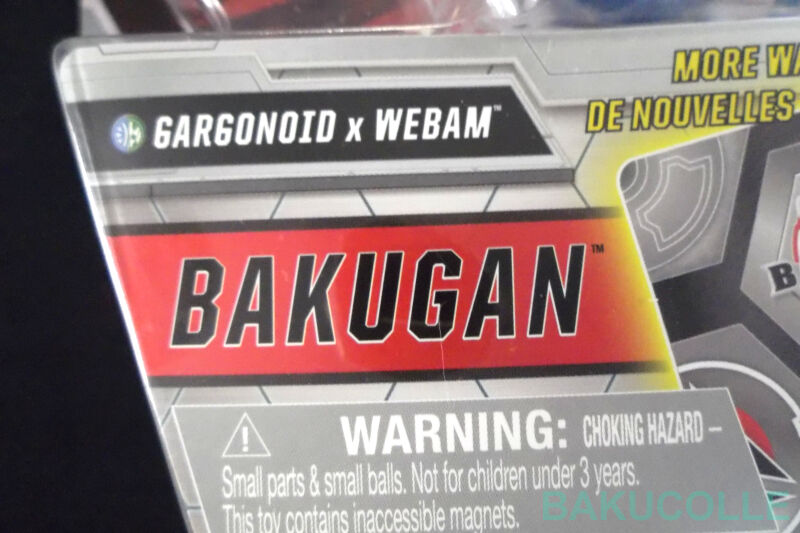 MORE
DE NOUVELLES
GARGONOID x WEBAM™
BAKUGAN™
B
WARNING: CHOKING HAZARD –
Small parts & small balls. Not for children under 3 years.
This toy contains inaccessible magnets.
BAKUCOLLE